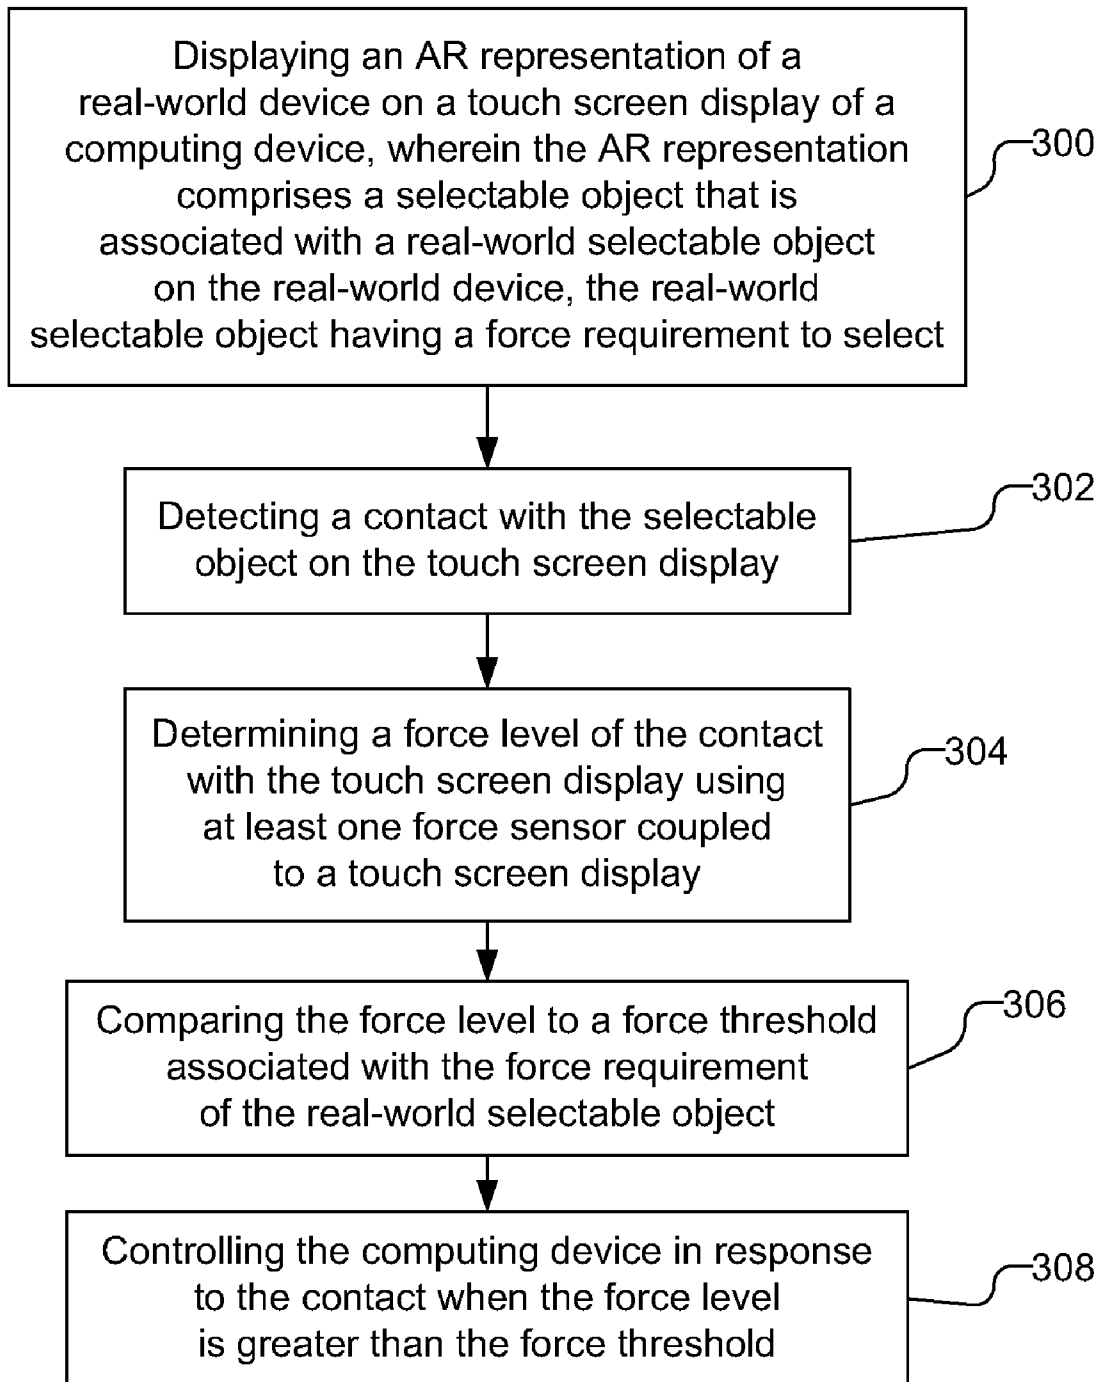 Displaying an AR representation of a
real-world device on a touch screen display of a
computing device, wherein the AR representation
comprises a selectable object that is
associated with a real-world selectable object
on the real-world device, the real-world
selectable object having a force requirement to select
300
Detecting a contact with the selectable
object on the touch screen display
302
Determining a force level of the contact
with the touch screen display using
at least one force sensor coupled
to a touch screen display
304
Comparing the force level to a force threshold
associated with the force requirement
of the real-world selectable object
306
Controlling the computing device in response
to the contact when the force level
is greater than the force threshold
308